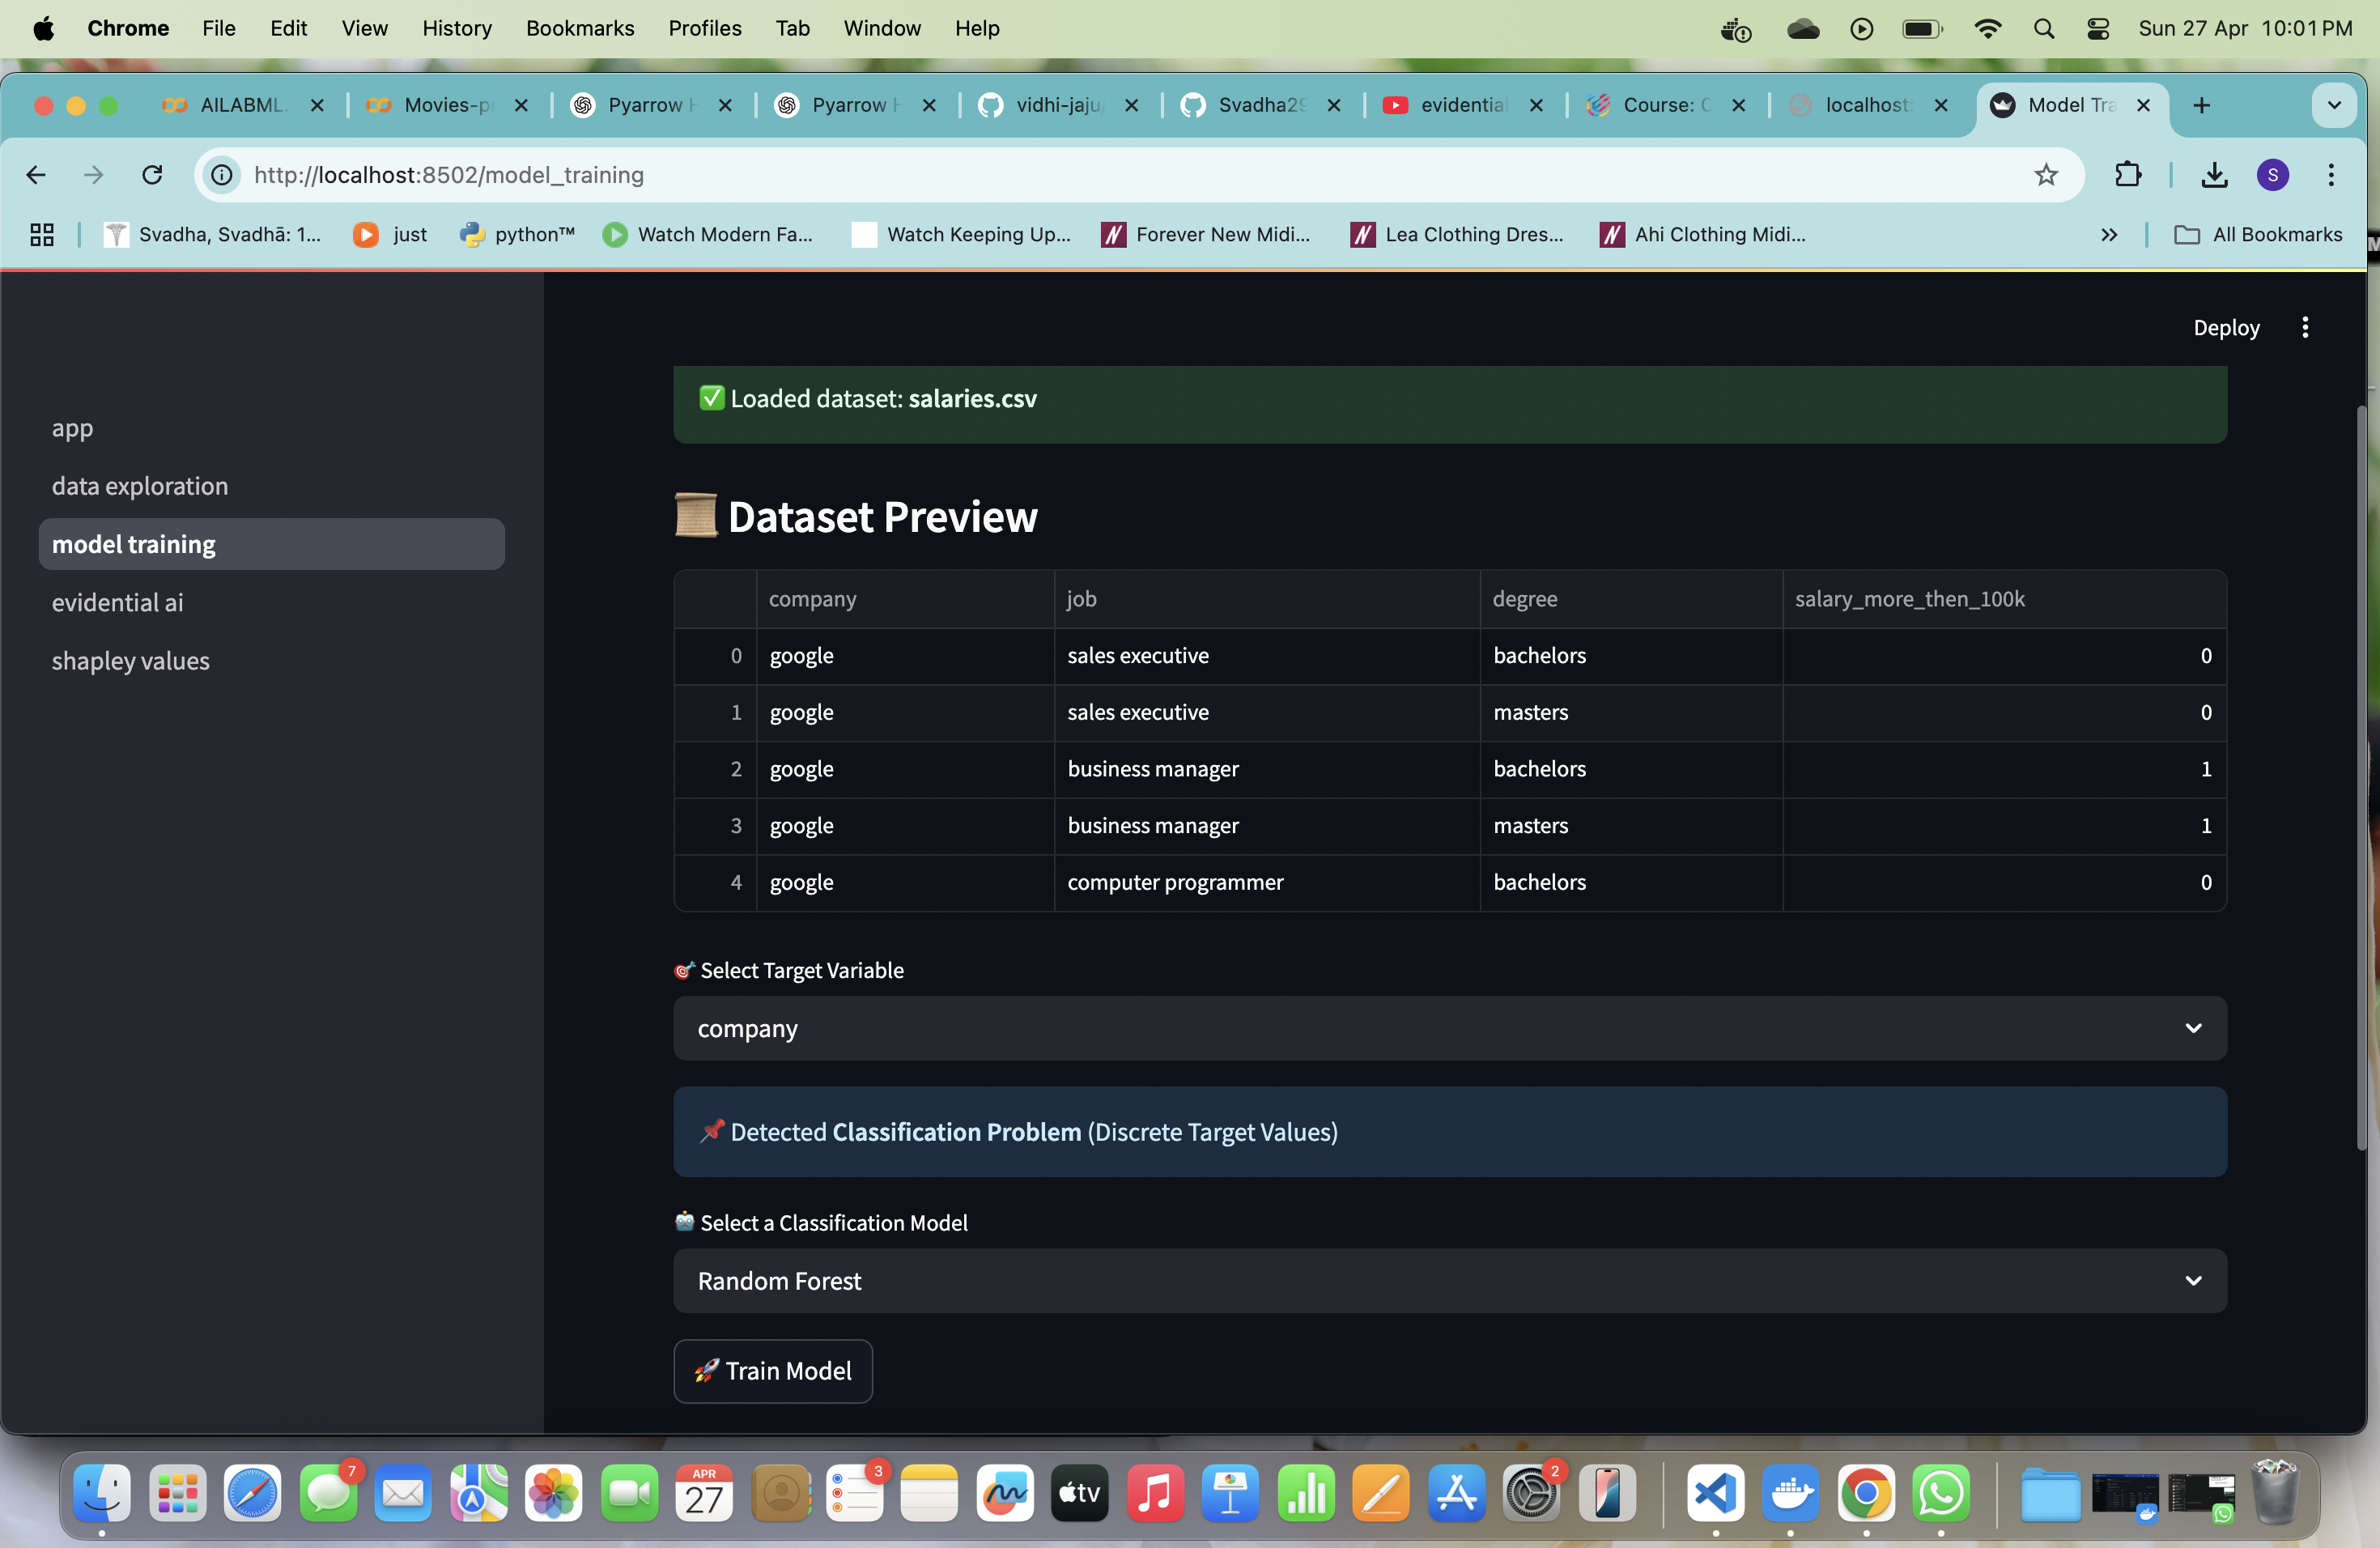 Chrome File Edit View History Bookmarks Profiles Tab Window Help Sun 27 Apr 10:01 PM
AILABML. Movies-p Pyarrow Pyarrow vidhi-jaju/ Svadha29 evidential Course: C localhost: Model Tra
http://localhost:8502/model_training S
Svadha, Svadhā: 1... just python™ Watch Modern Fa... Watch Keeping Up... Forever New Midi... Lea Clothing Dres... Ahi Clothing Midi... » All Bookmarks
Deploy
app
data exploration
model training
evidential ai
shapley values
✅ Loaded dataset: salaries.csv
📜 Dataset Preview
company job degree salary_more_then_100k
0 google sales executive bachelors 0
1 google sales executive masters 0
2 google business manager bachelors 1
3 google business manager masters 1
4 google computer programmer bachelors 0
🎯 Select Target Variable
company
📌 Detected Classification Problem (Discrete Target Values)
🤖 Select a Classification Model
Random Forest
🚀 Train Model
7 APR 27 3 tv 2